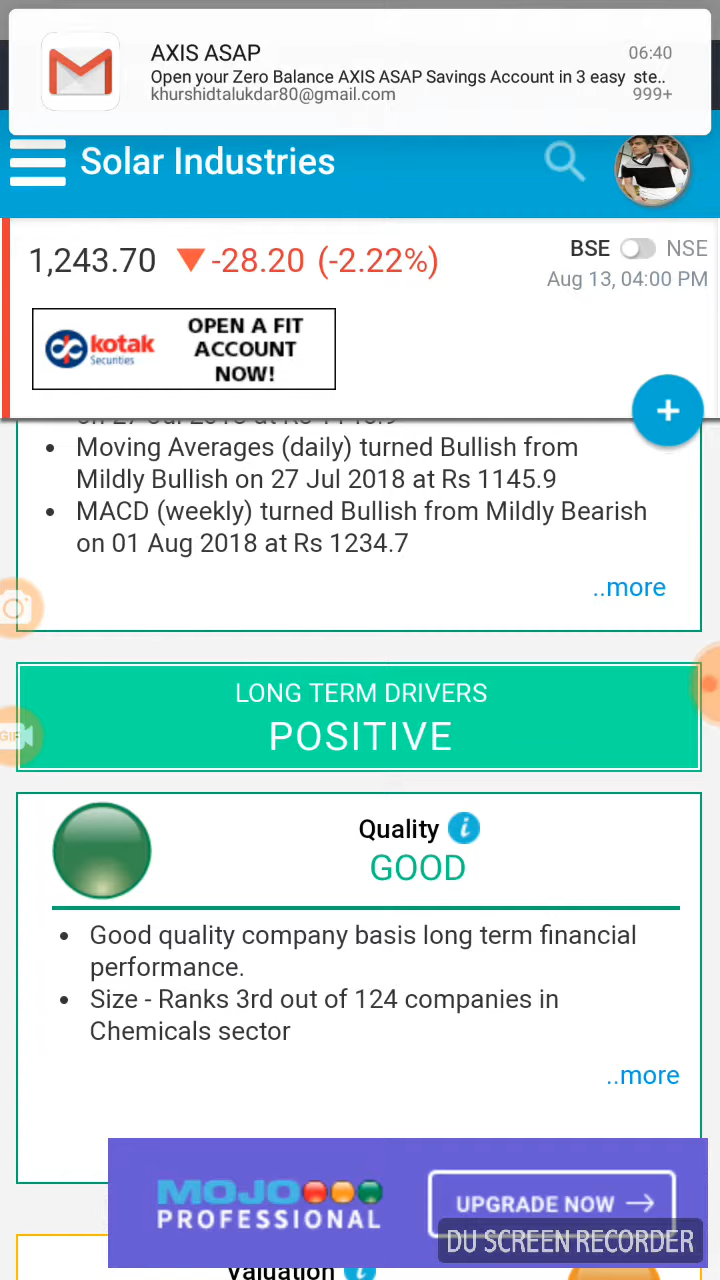 AXIS ASAP
06:40
Open your Zero Balance AXIS ASAP Savings Account in 3 easy ste..
khurshidtalukdar80@gmail.com
999+
Solar Industries
1,243.70 ▼ -28.20 (-2.22%)
BSE NSE
Aug 13, 04:00 PM
kotak
Securities
OPEN A FIT
ACCOUNT
NOW!
+
• Moving Averages (daily) turned Bullish from
Mildly Bullish on 27 Jul 2018 at Rs 1145.9
• MACD (weekly) turned Bullish from Mildly Bearish
on 01 Aug 2018 at Rs 1234.7
..more
LONG TERM DRIVERS
GIF
POSITIVE
Quality i
GOOD
• Good quality company basis long term financial
performance.
• Size - Ranks 3rd out of 124 companies in
Chemicals sector
..more
MOJO
PROFESSIONAL
UPGRADE NOW →
DU SCREEN RECORDER
Valuation i